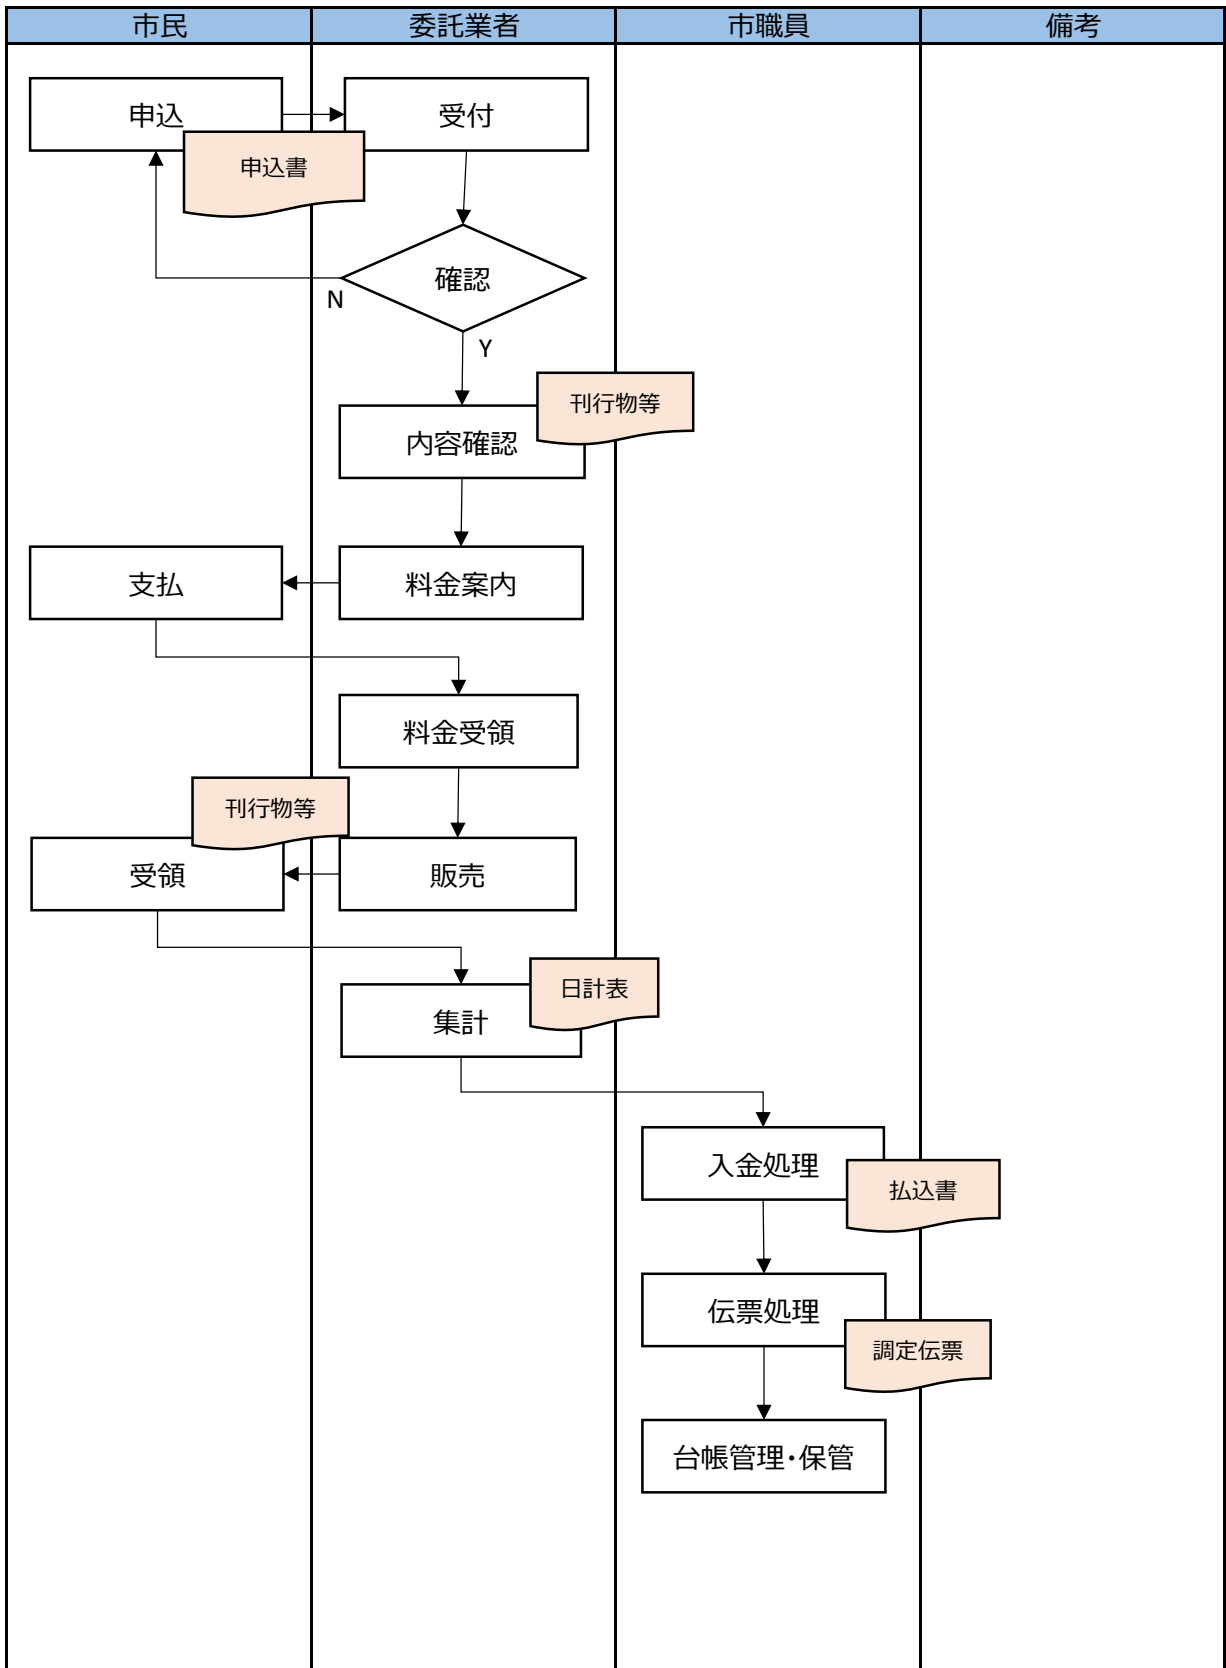 市民
委託業者
市職員
備考
申込
受付
申込書
確認
N
Y
刊行物等
内容確認
支払
料金案内
料金受領
刊行物等
受領
販売
日計表
集計
入金処理
払込書
伝票処理
調定伝票
台帳管理・保管